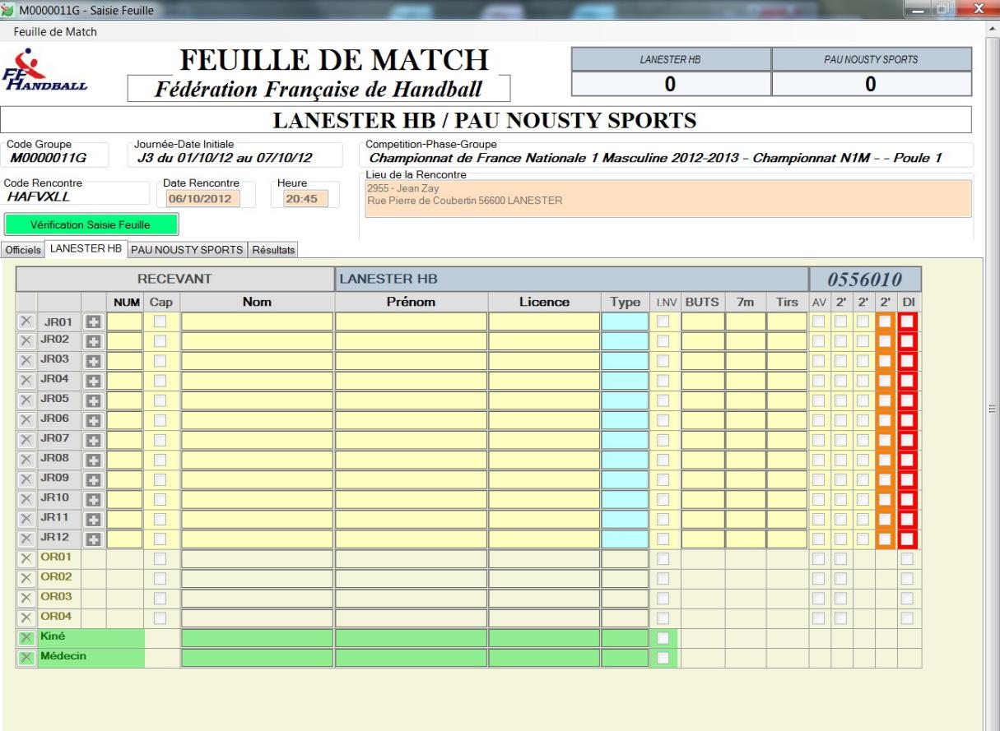 M0000011G - Saisie Feuille
Feuille de Match
FF HANDBALL
FEUILLE DE MATCH
Fédération Française de Handball
LANESTER HB PAU NOUSTY SPORTS
0 0
LANESTER HB / PAU NOUSTY SPORTS
Code Groupe Journée-Date Initiale Competition-Phase-Groupe
M0000011G J3 du 01/10/12 au 07/10/12 Championnat de France Nationale 1 Masculine 2012-2013 - Championnat N1M - - Poule 1
Code Rencontre Date Rencontre Heure Lieu de la Rencontre
HAFVXLL 06/10/2012 20:45 2955 - Jean Zay
Rue Pierre de Coubertin 56600 LANESTER
Vérification Saisie Feuille
Officiels LANESTER HB PAU NOUSTY SPORTS Résultats
RECEVANT LANESTER HB 0556010
NUM Cap Nom Prénom Licence Type I.NV BUTS 7m Tirs AV 2' 2' 2' DI
JR01
JR02
JR03
JR04
JR05
JR06
JR07
JR08
JR09
JR10
JR11
JR12
OR01
OR02
OR03
OR04
Kiné
Médecin